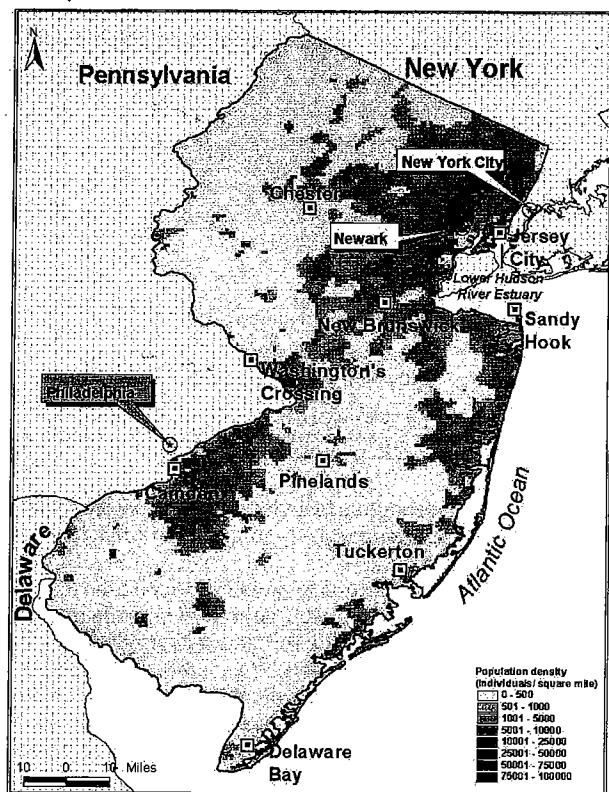 N
Pennsylvania
New York
New York City
Chester
Newark
Jersey
City
Lower Hudson
River Estuary
New Brunswick
Sandy
Hook
Washington's
Crossing
Philadelphia
Camden
Pinelands
Atlantic Ocean
Tuckerton
Delaware
Population density
(individuals/ square mile)
0 - 500
501 - 1000
1001 - 5000
5001 - 10000
10001 - 25000
25001 - 50000
50001 - 75000
75001 - 100000
Delaware
Bay
10 0 10 Miles